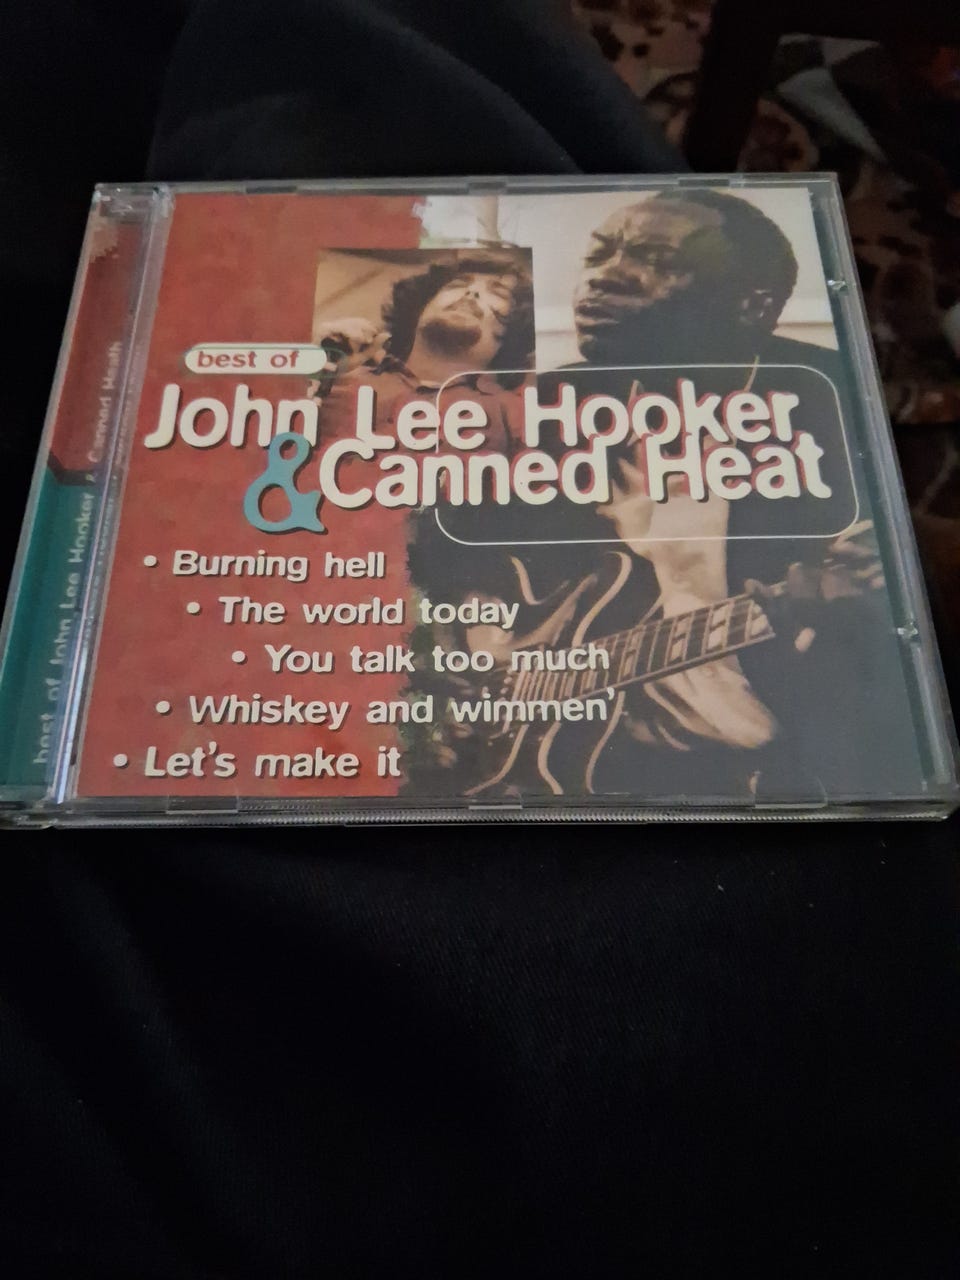 best of
John Lee Hooker
& Canned Heat
• Burning hell
• The world today
• You talk too much
• Whiskey and wimmen'
• Let's make it
best of John Lee Hooker & Canned Heath